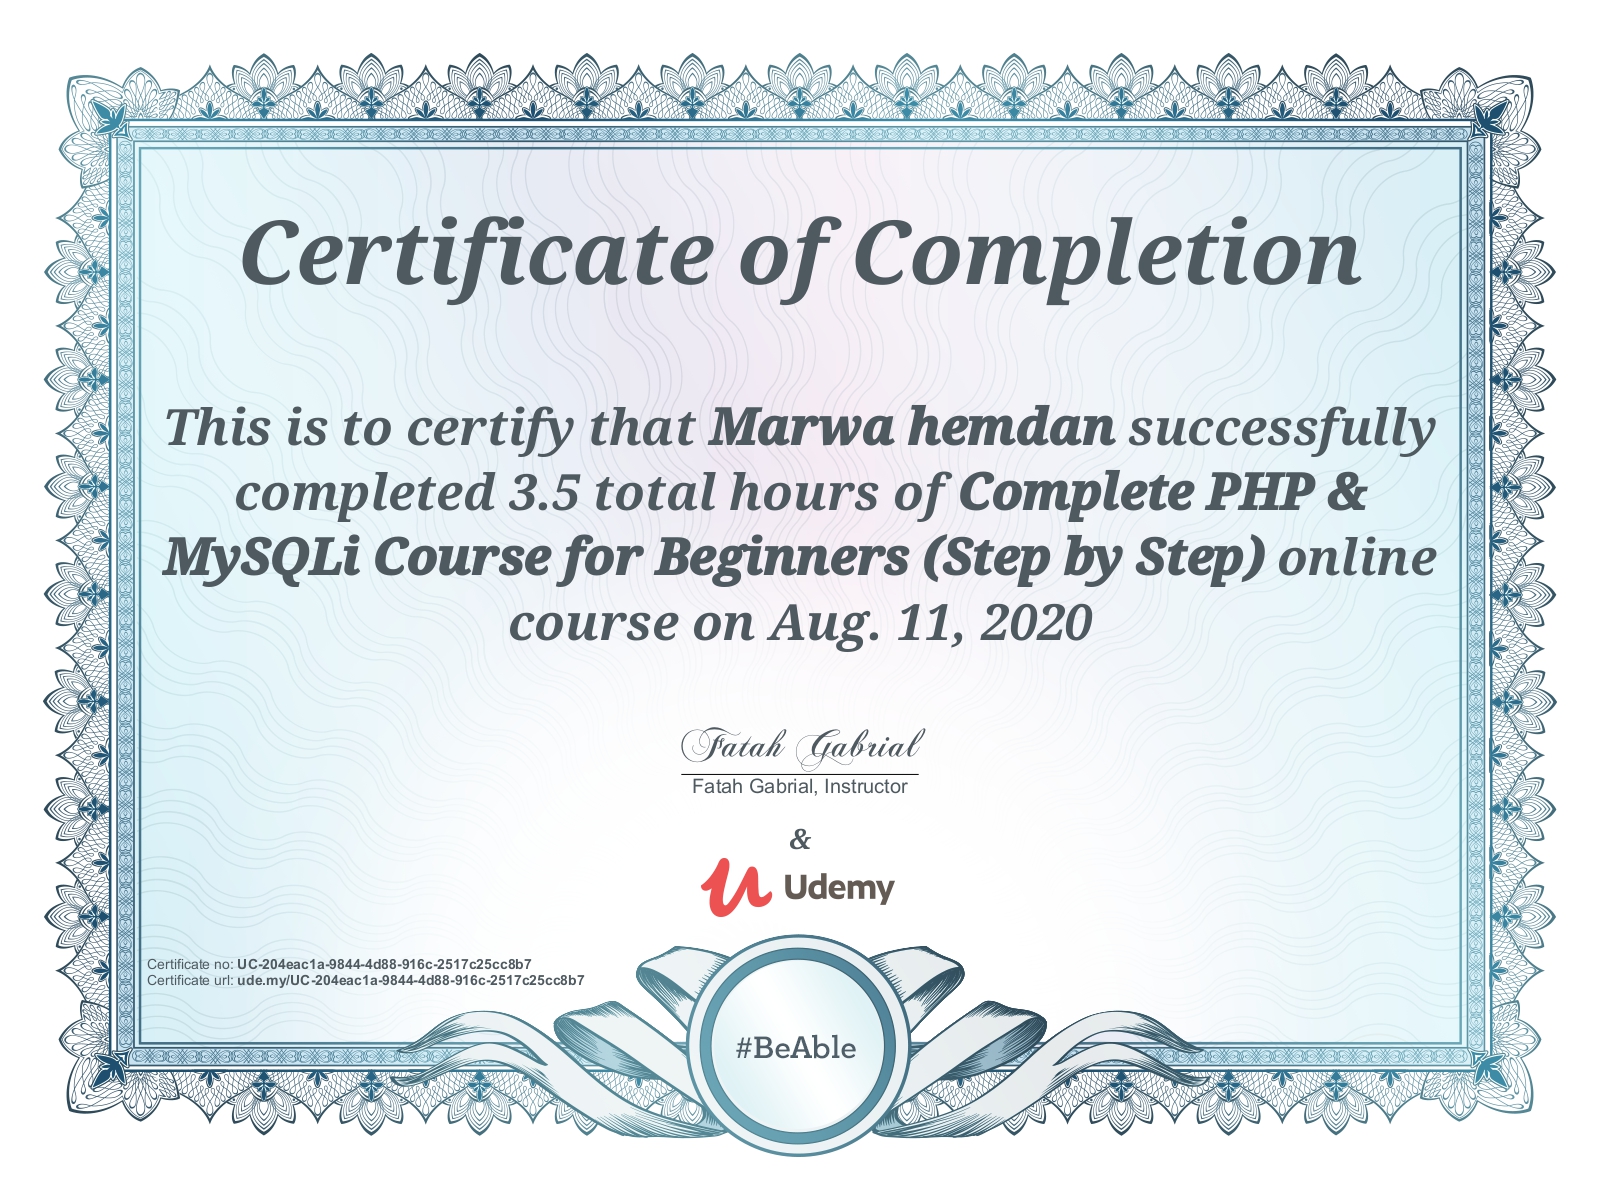 Certificate of Completion
This is to certify that Marwa hemdan successfully
completed 3.5 total hours of Complete PHP &
MySQLi Course for Beginners (Step by Step) online
course on Aug. 11, 2020
Fatah Gabrial
Fatah Gabrial, Instructor
&
Udemy
Certificate no: UC-204eac1a-9844-4d88-916c-2517c25cc8b7
Certificate url: ude.my/UC-204eac1a-9844-4d88-916c-2517c25cc8b7
#BeAble